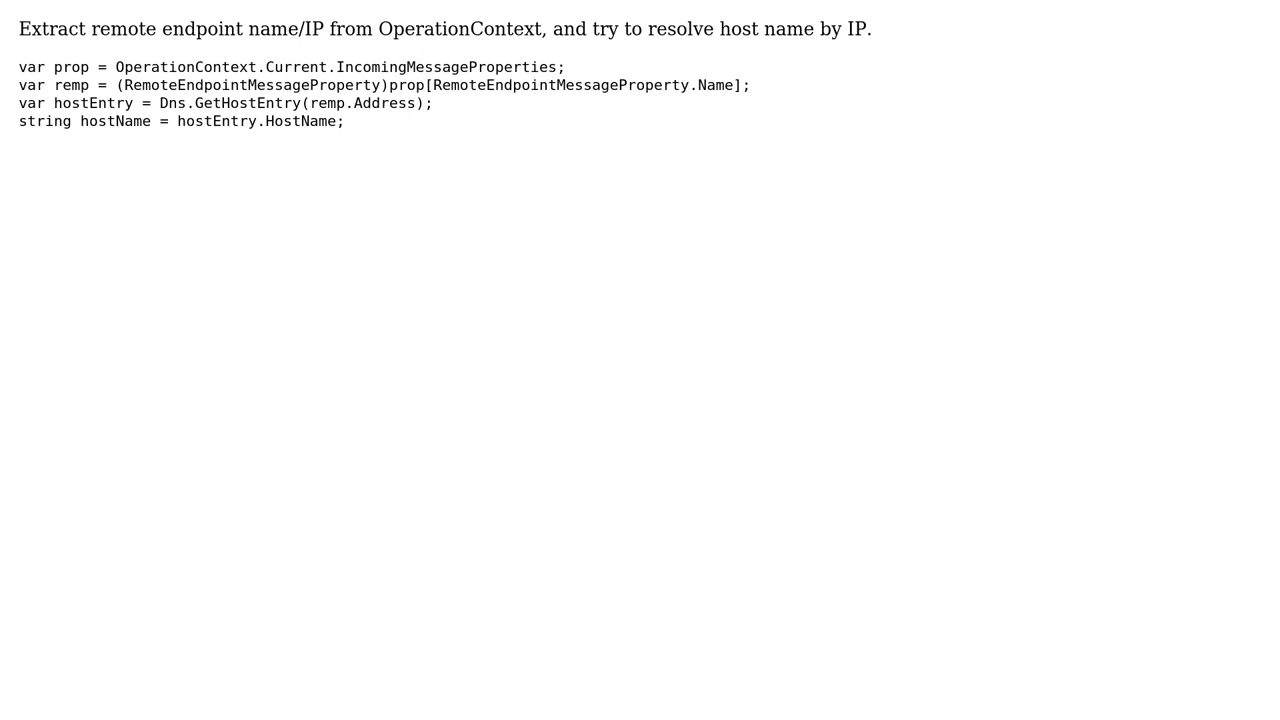 Extract remote endpoint name/IP from OperationContext, and try to resolve host name by IP.
var prop = OperationContext.Current.IncomingMessageProperties;
var remp = (RemoteEndpointMessageProperty)prop[RemoteEndpointMessageProperty.Name];
var hostEntry = Dns.GetHostEntry(remp.Address);
string hostName = hostEntry.HostName;